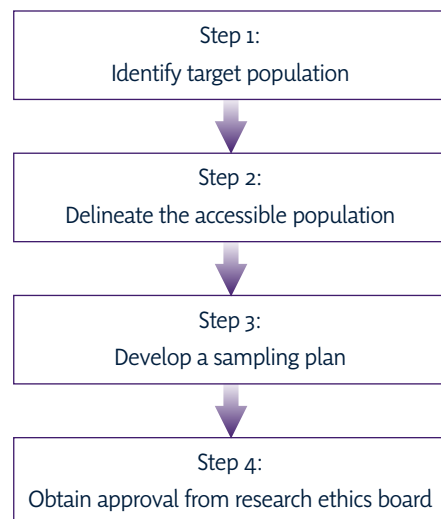 Step 1:
Identify target population
Step 2:
Delineate the accessible population
Step 3:
Develop a sampling plan
Step 4:
Obtain approval from research ethics board